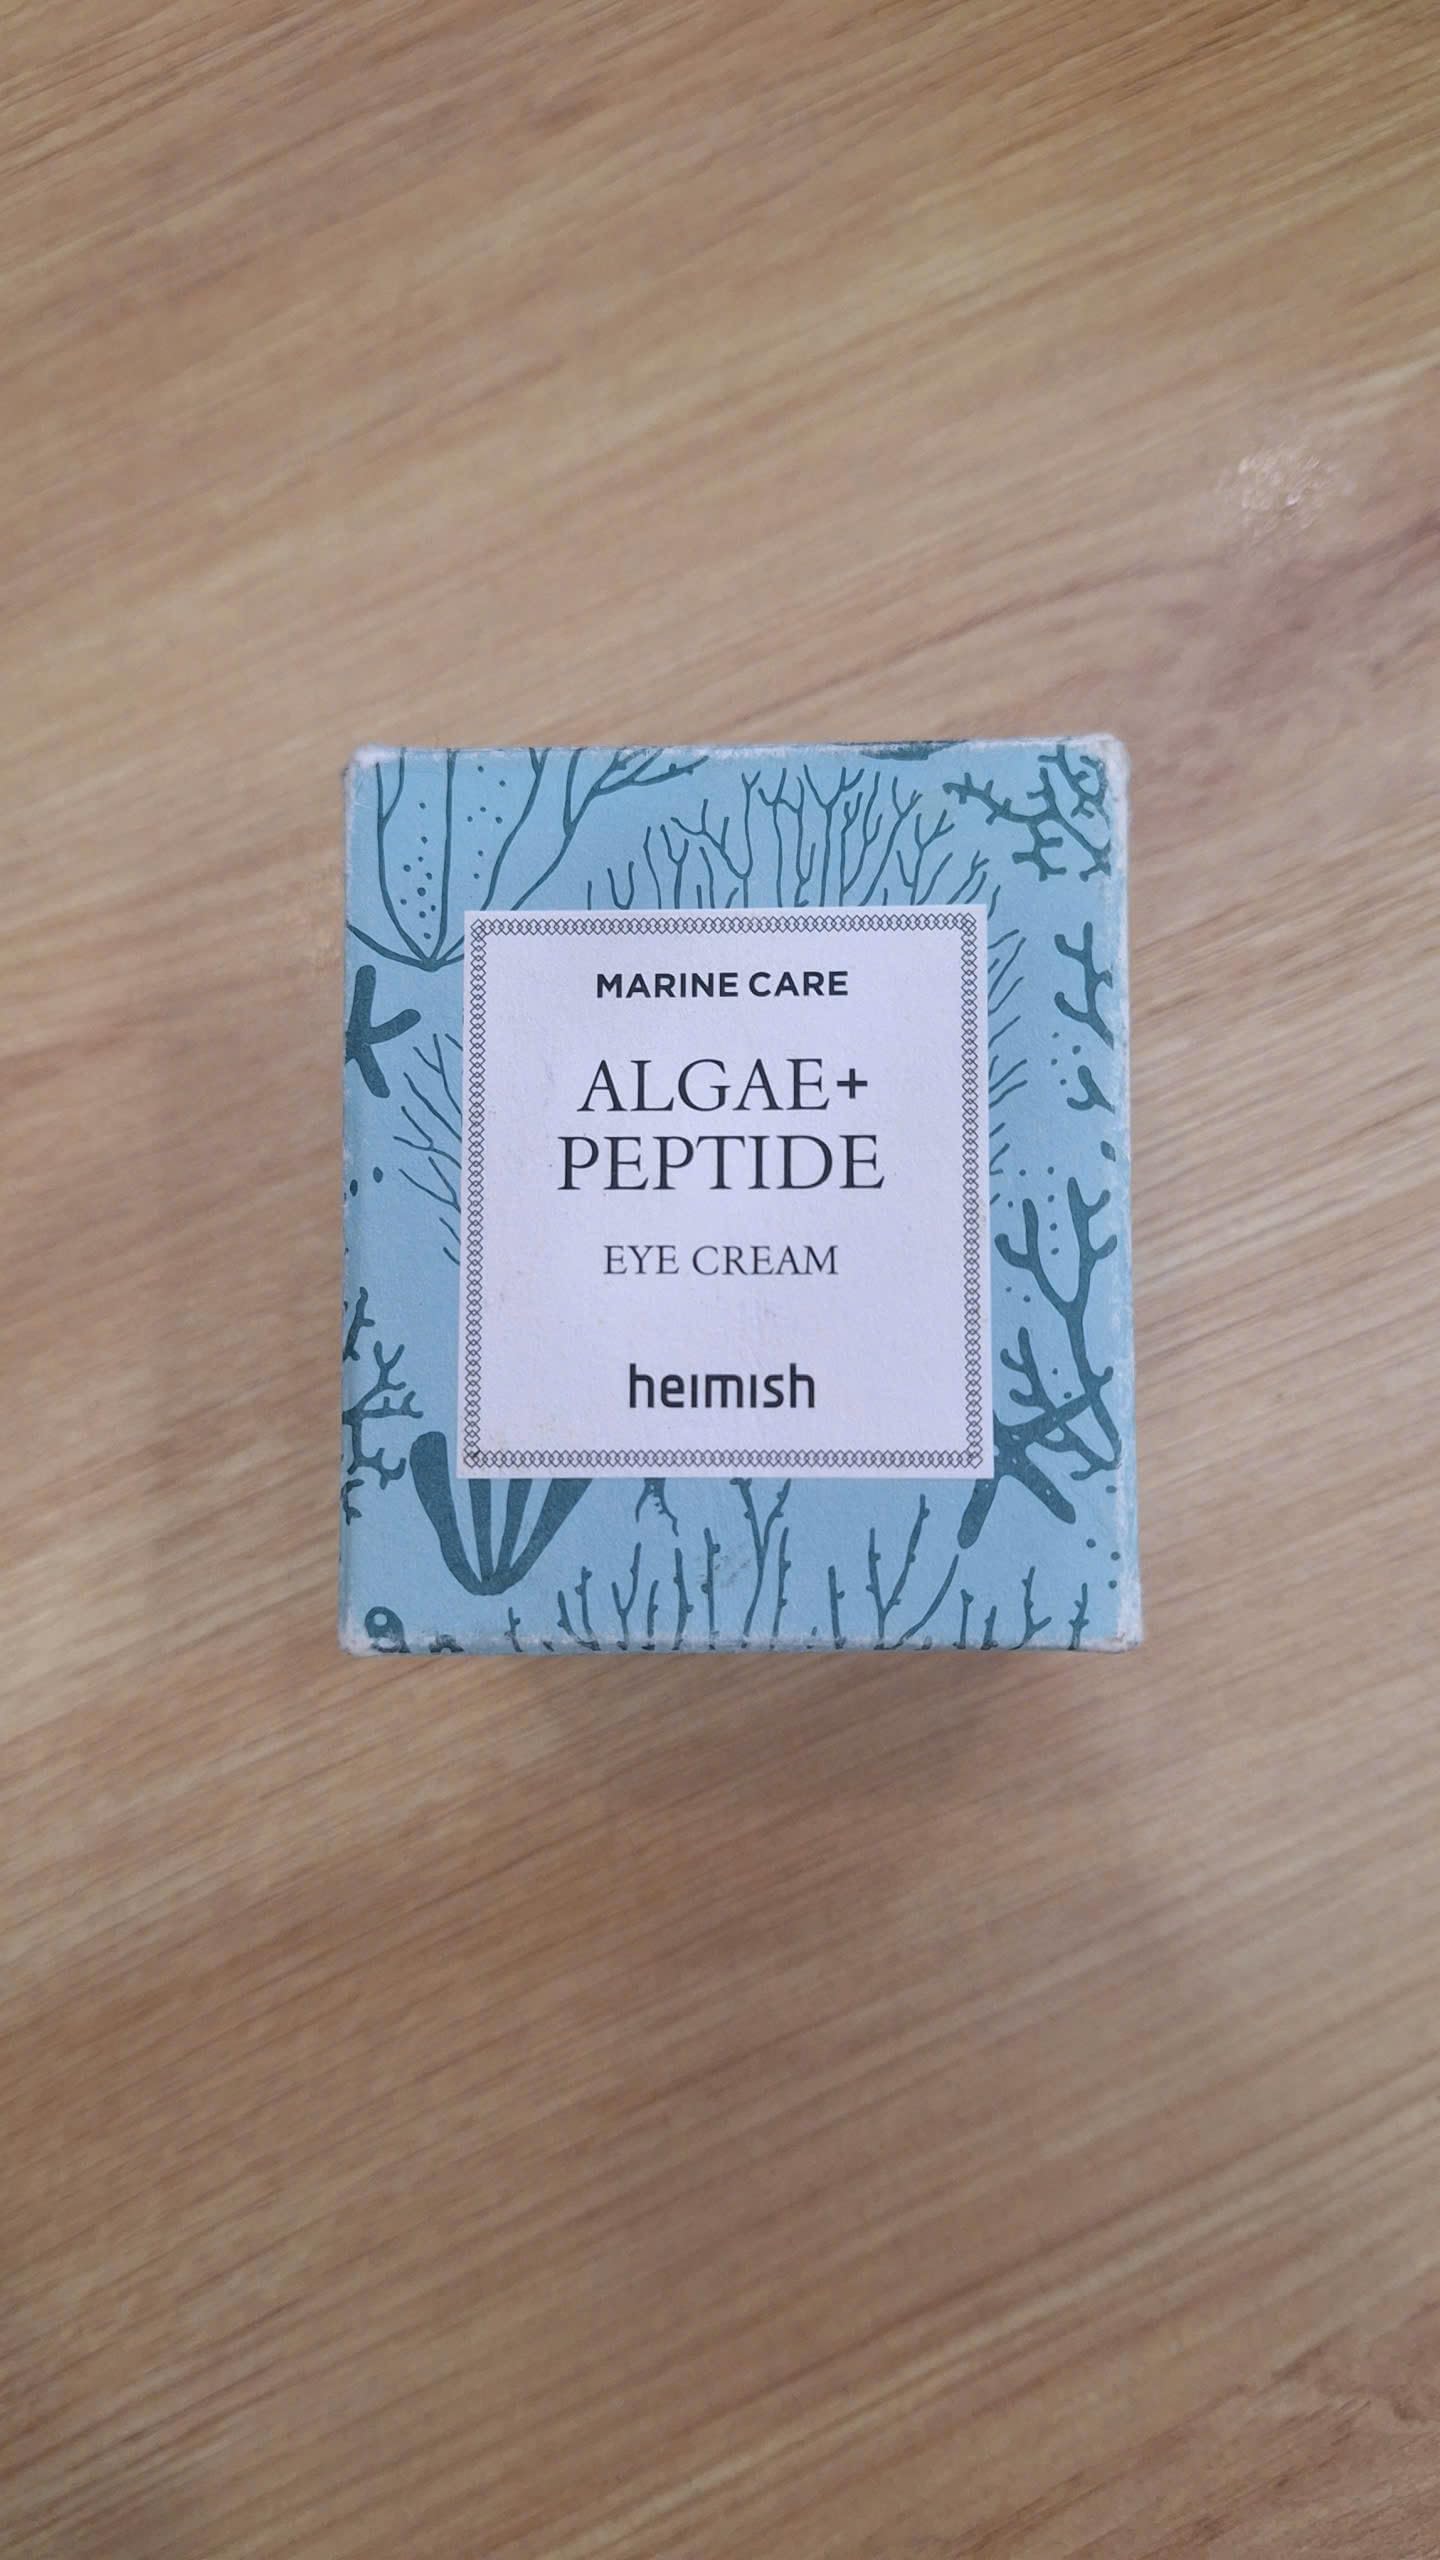 MARINE CARE
ALGAE+
PEPTIDE
EYE CREAM
heimish